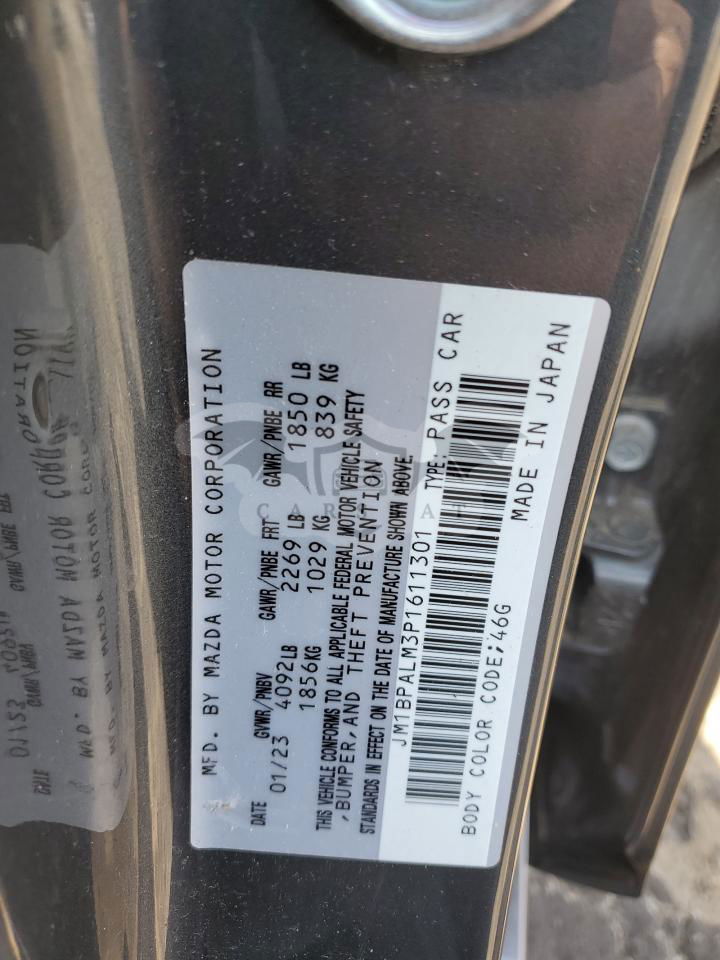 MFD. BY MAZDA MOTOR CORPORATION
DATE GVWR/PNBV GAWR/PNBE FRT GAWR/PNBE RR
01/23 4092LB 2269 LB 1850 LB
1856KG 1029 KG 839 KG
THIS VEHICLE CONFORMS TO ALL APPLICABLE FEDERAL MOTOR VEHICLE SAFETY
,BUMPER,AND THEFT PREVENTION
STANDARDS IN EFFECT ON THE DATE OF MANUFACTURE SHOWN ABOVE.
JM1BPALM3P1611301 TYPE: PASS CAR
BODY COLOR CODE;'46G
MADE IN JAPAN